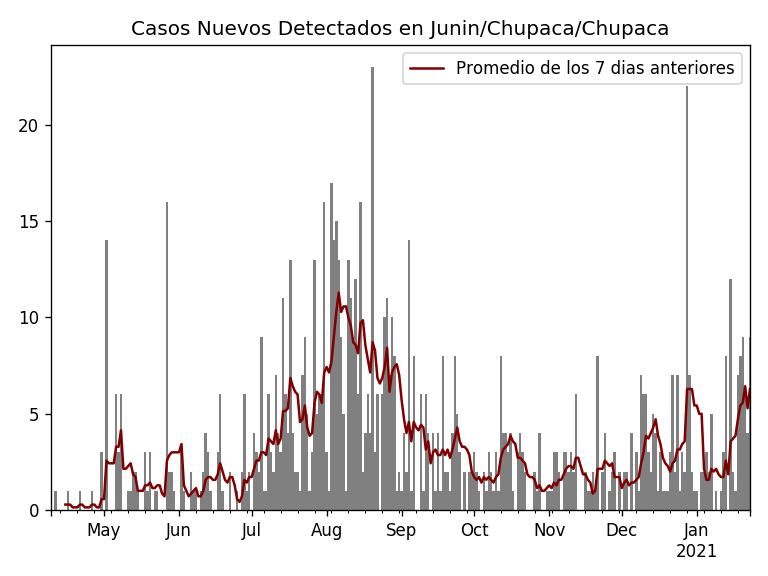 Casos Nuevos Detectados en Junin/Chupaca/Chupaca
Promedio de los 7 dias anteriores
20
15
10
5
0
May Jun Jul Aug Sep Oct Nov Dec Jan
2021